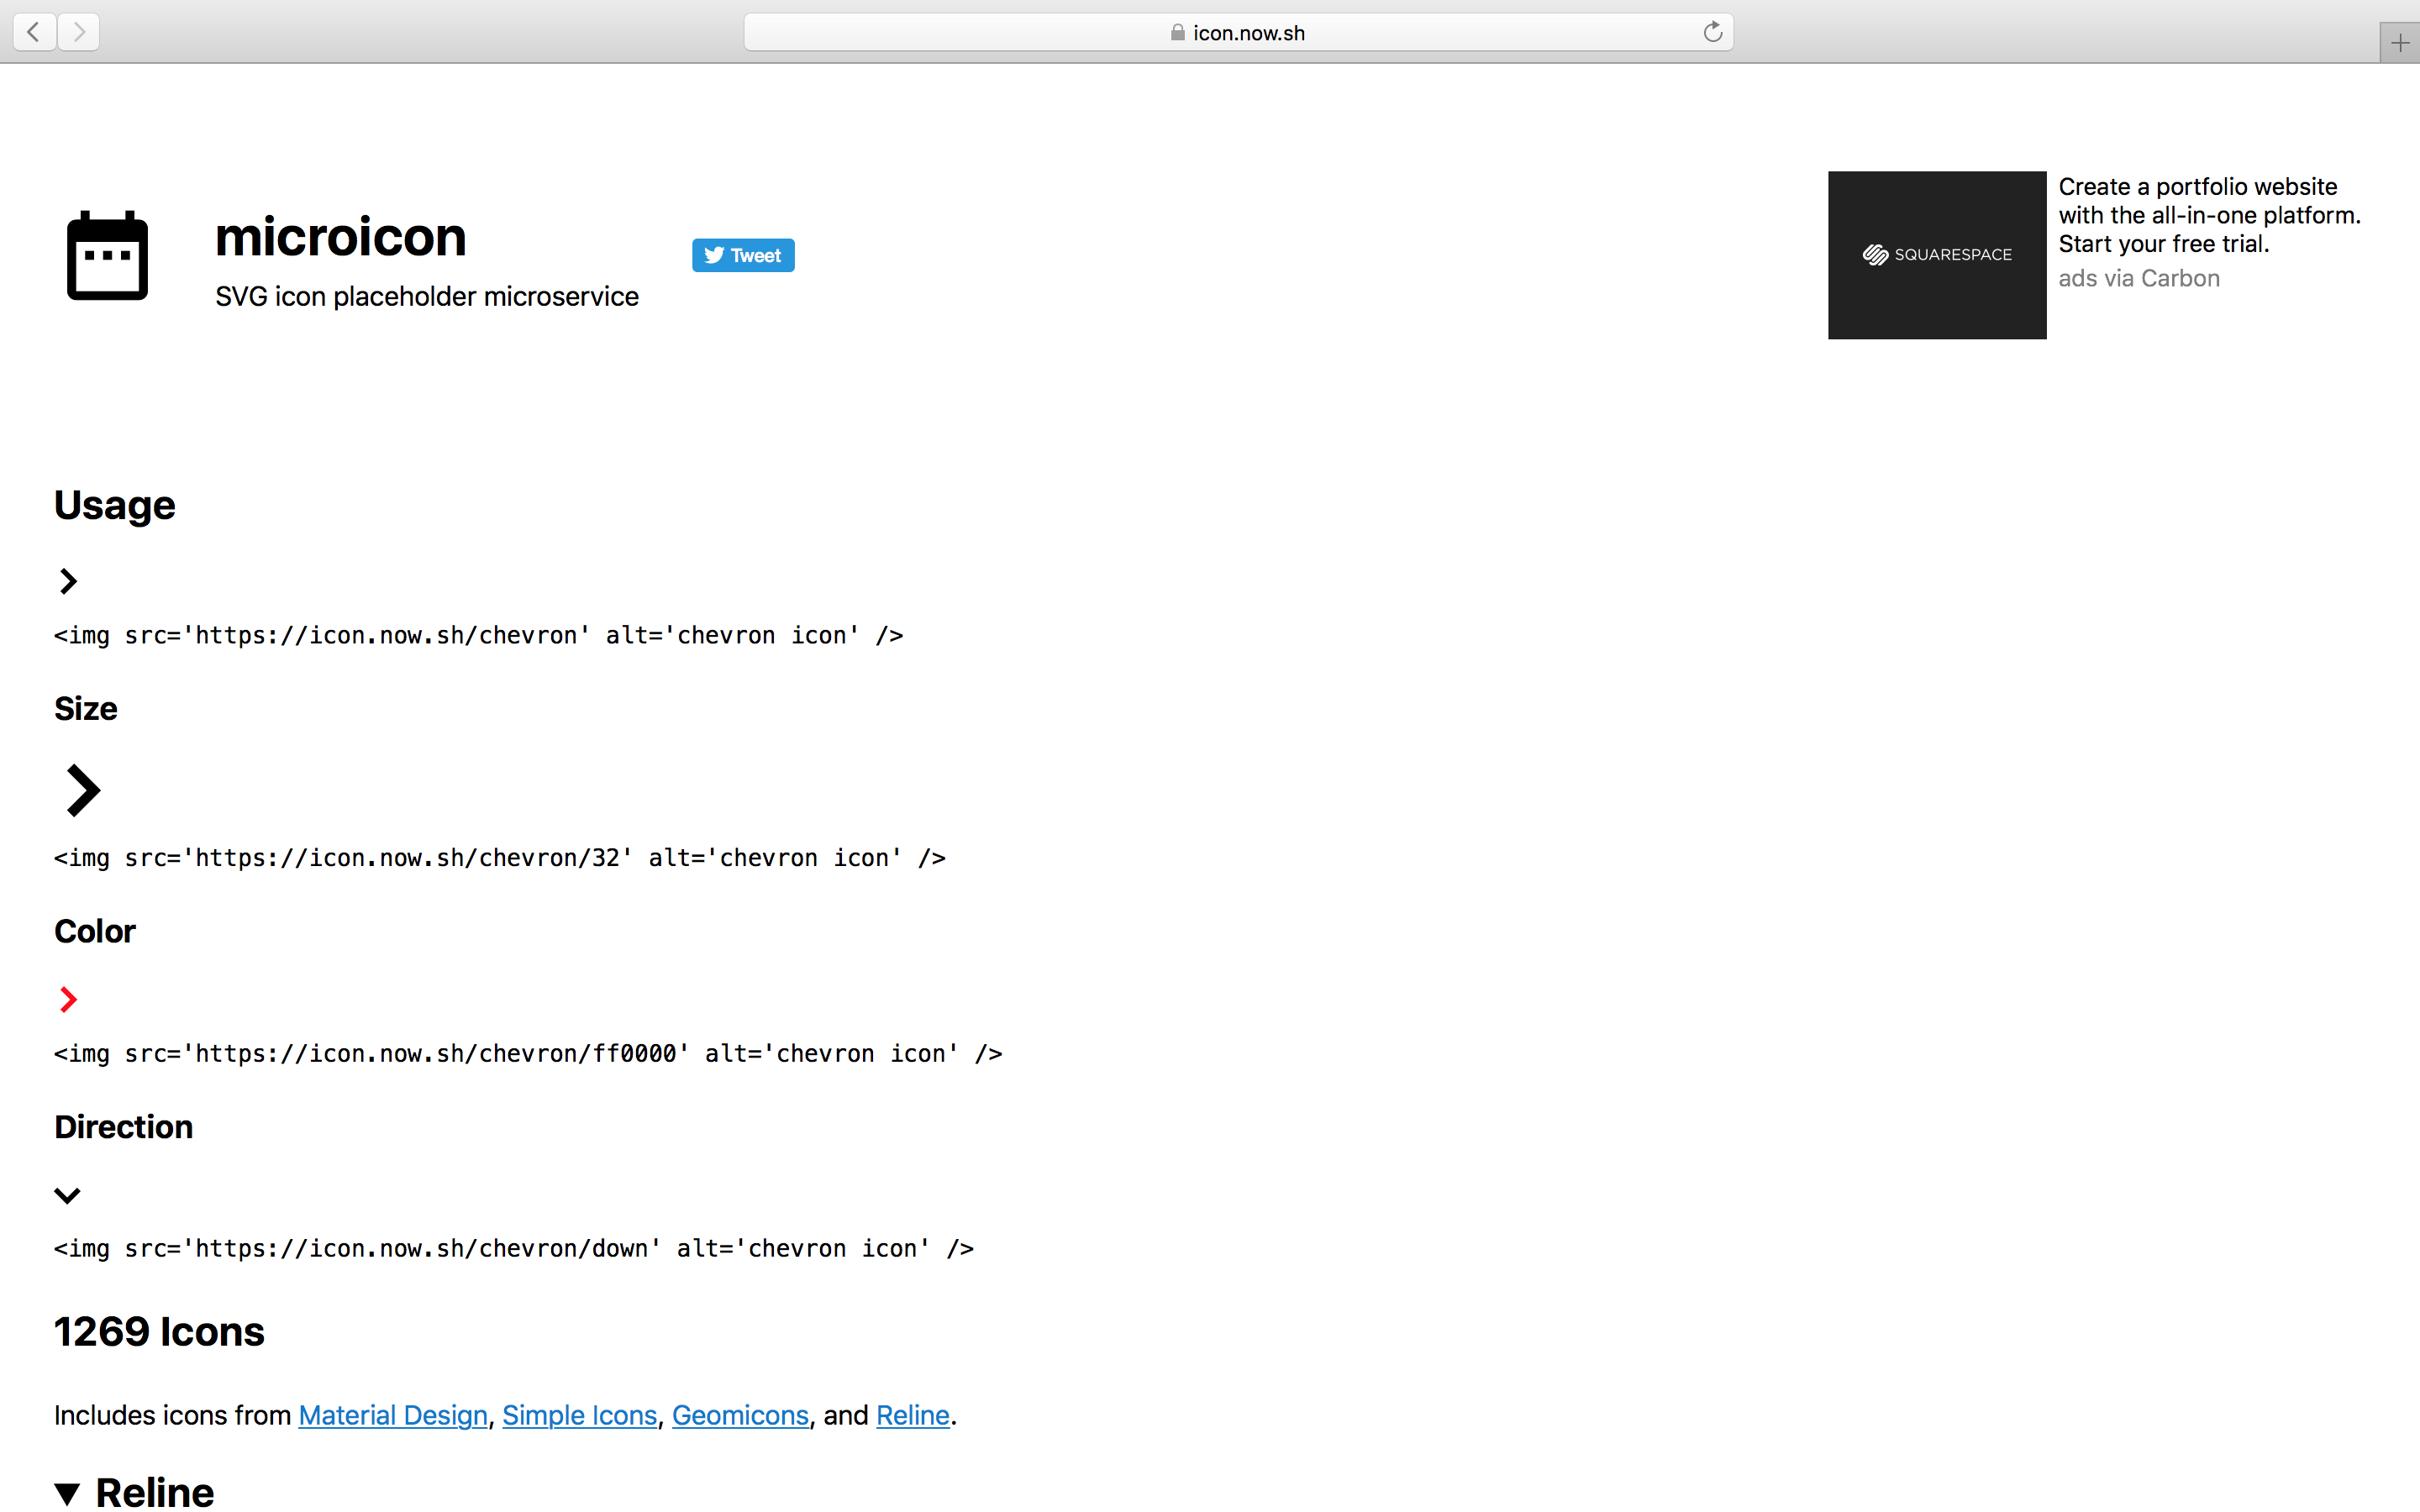 icon.now.sh
microicon
Tweet
SVG icon placeholder microservice
SQUARESPACE
Create a portfolio website
with the all-in-one platform.
Start your free trial.
ads via Carbon
Usage
<img src='https://icon.now.sh/chevron' alt='chevron icon' />
Size
<img src='https://icon.now.sh/chevron/32' alt='chevron icon' />
Color
<img src='https://icon.now.sh/chevron/ff0000' alt='chevron icon' />
Direction
<img src='https://icon.now.sh/chevron/down' alt='chevron icon' />
1269 Icons
Includes icons from Material Design, Simple Icons, Geomicons, and Reline.
Reline